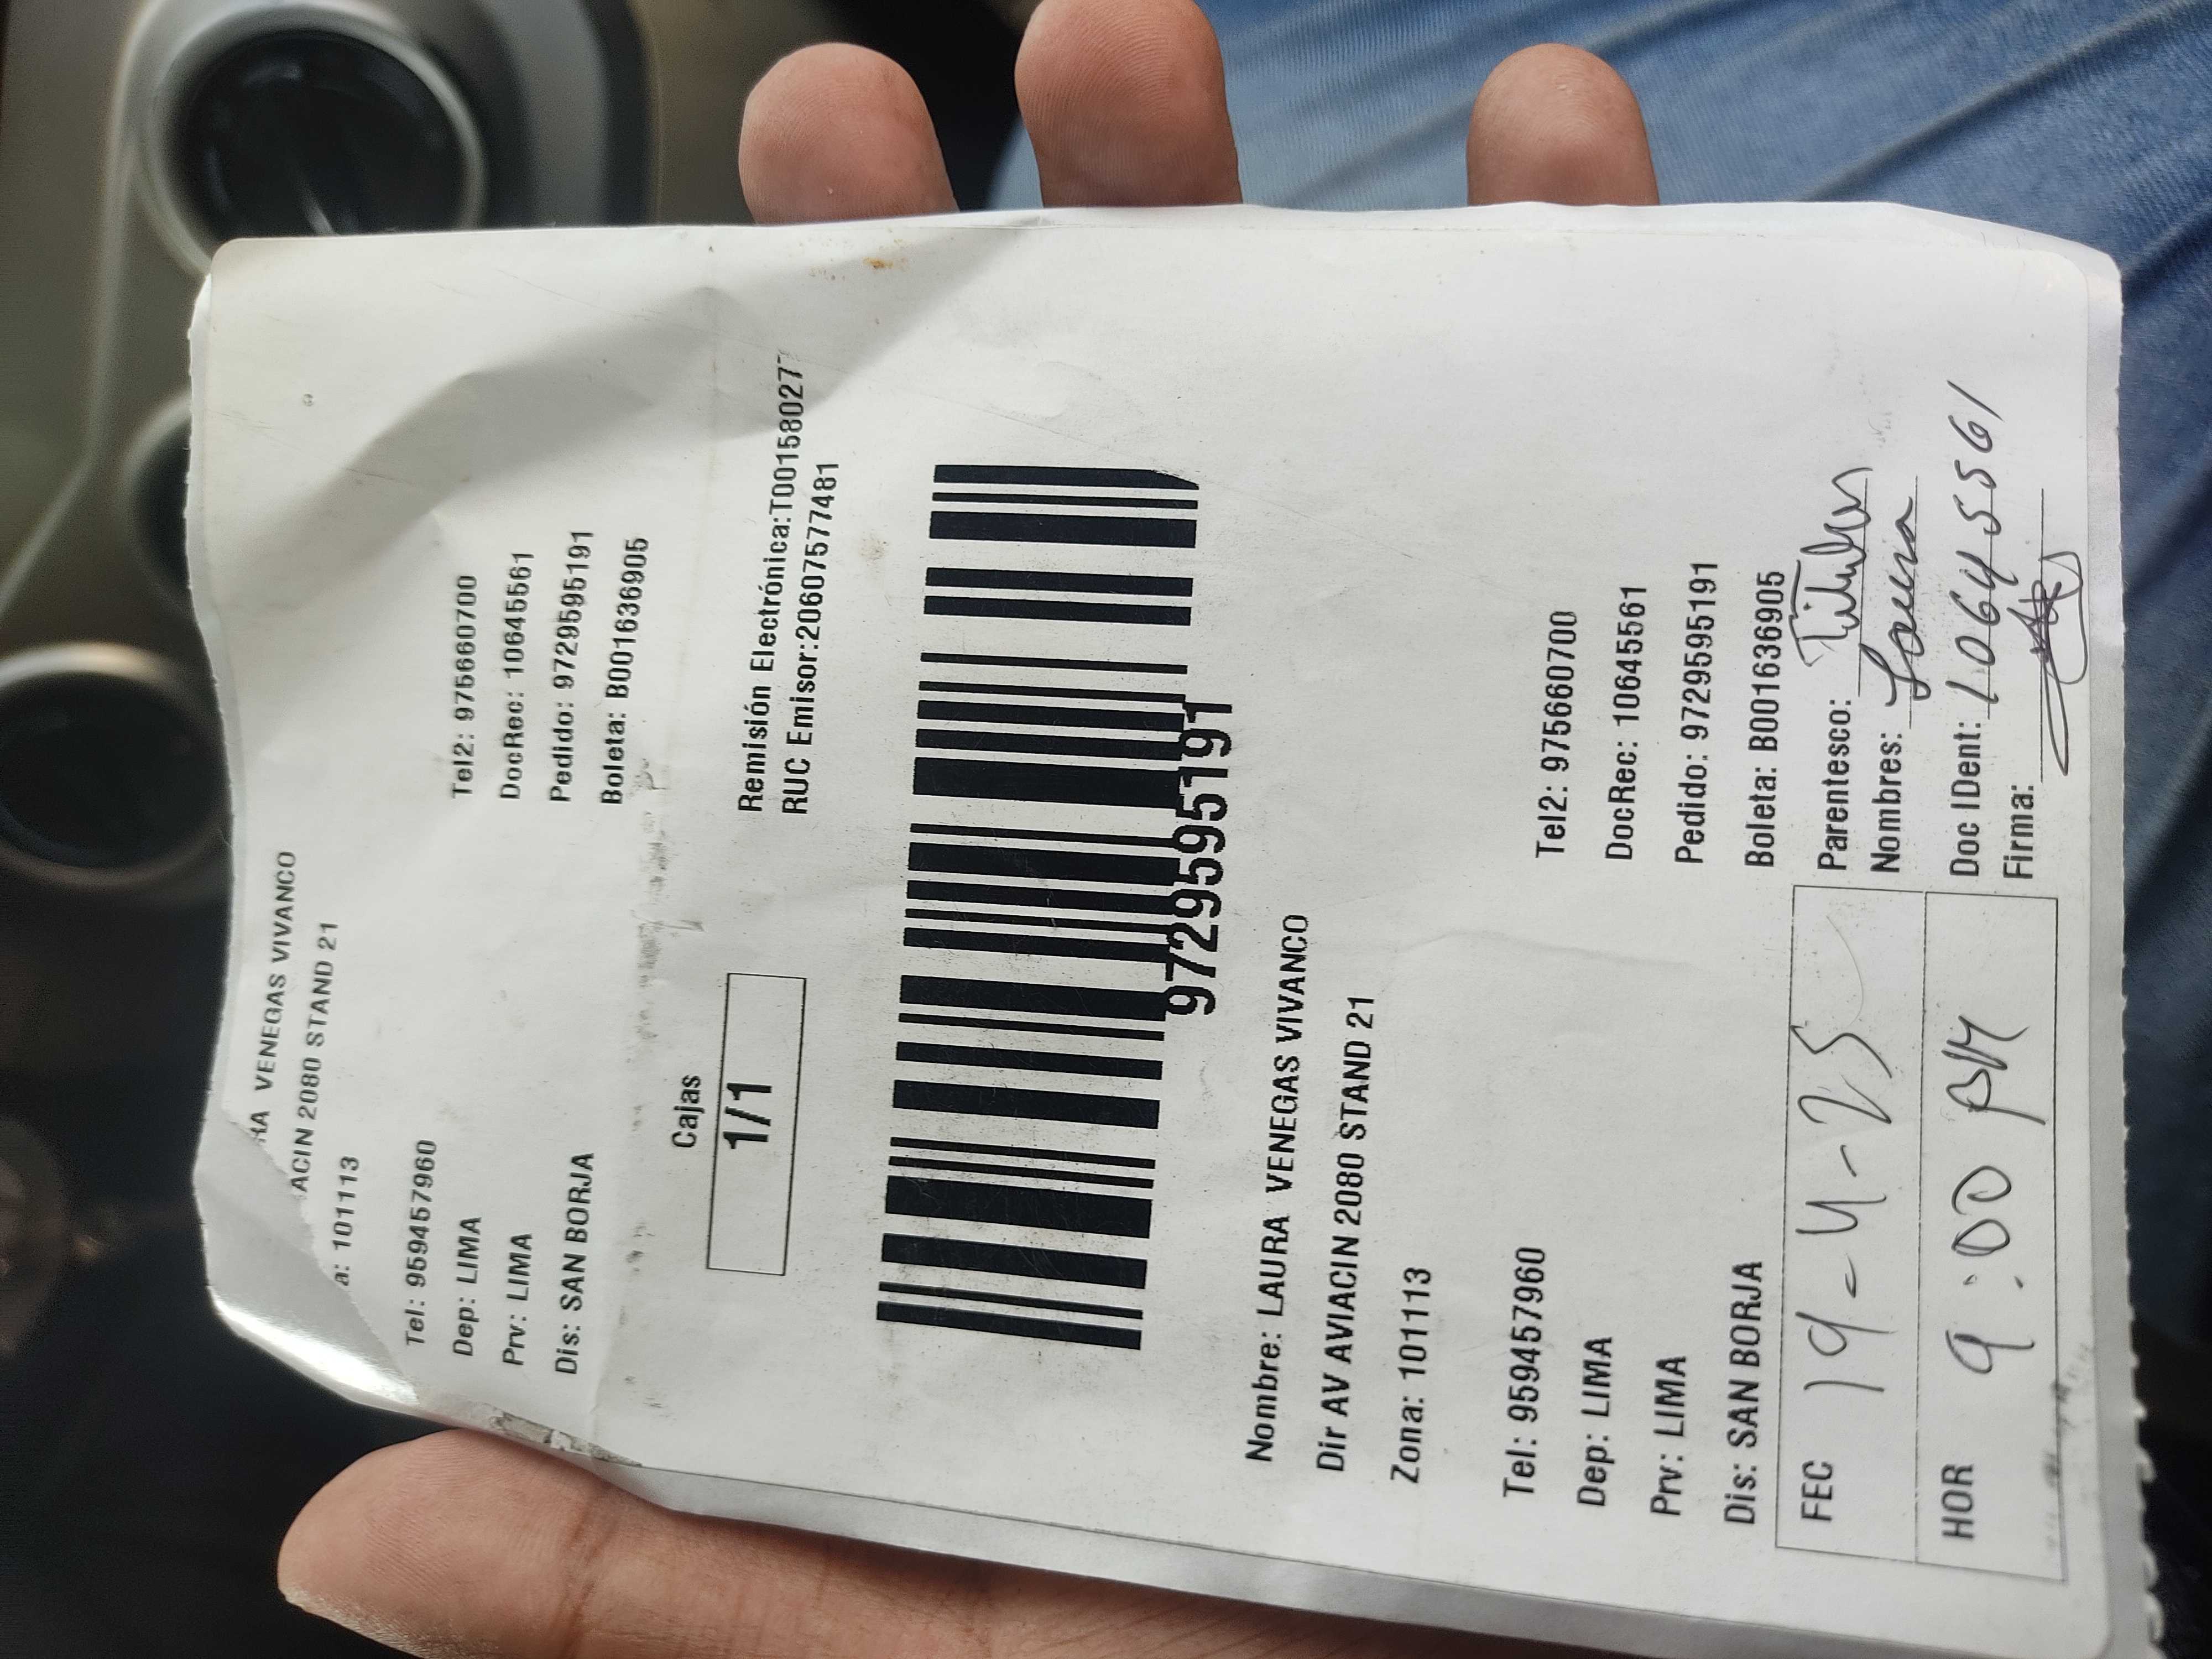 RA VENEGAS VIVANCO
ACIN 2080 STAND 21
a: 101113
Tel: 959457960 Tel2: 975660700
Dep: LIMA DocRec: 10645561
Prv: LIMA Pedido: 97295595191
Dis: SAN BORJA Boleta: B001636905
Cajas
1/1
Remisión Electrónica:T00158027
RUC Emisor:20607577481
97295595191
Nombre: LAURA VENEGAS VIVANCO
Dir AV AVIACIN 2080 STAND 21
Zona: 101113
Tel: 959457960 Tel2: 975660700
Dep: LIMA DocRec: 10645561
Prv: LIMA Pedido: 97295595191
Dis: SAN BORJA Boleta: B001636905
FEC 19-4-25 Parentesco: Titular
Nombres: Laura
HOR 9:00 AM Doc IDent: 10645561
Firma: